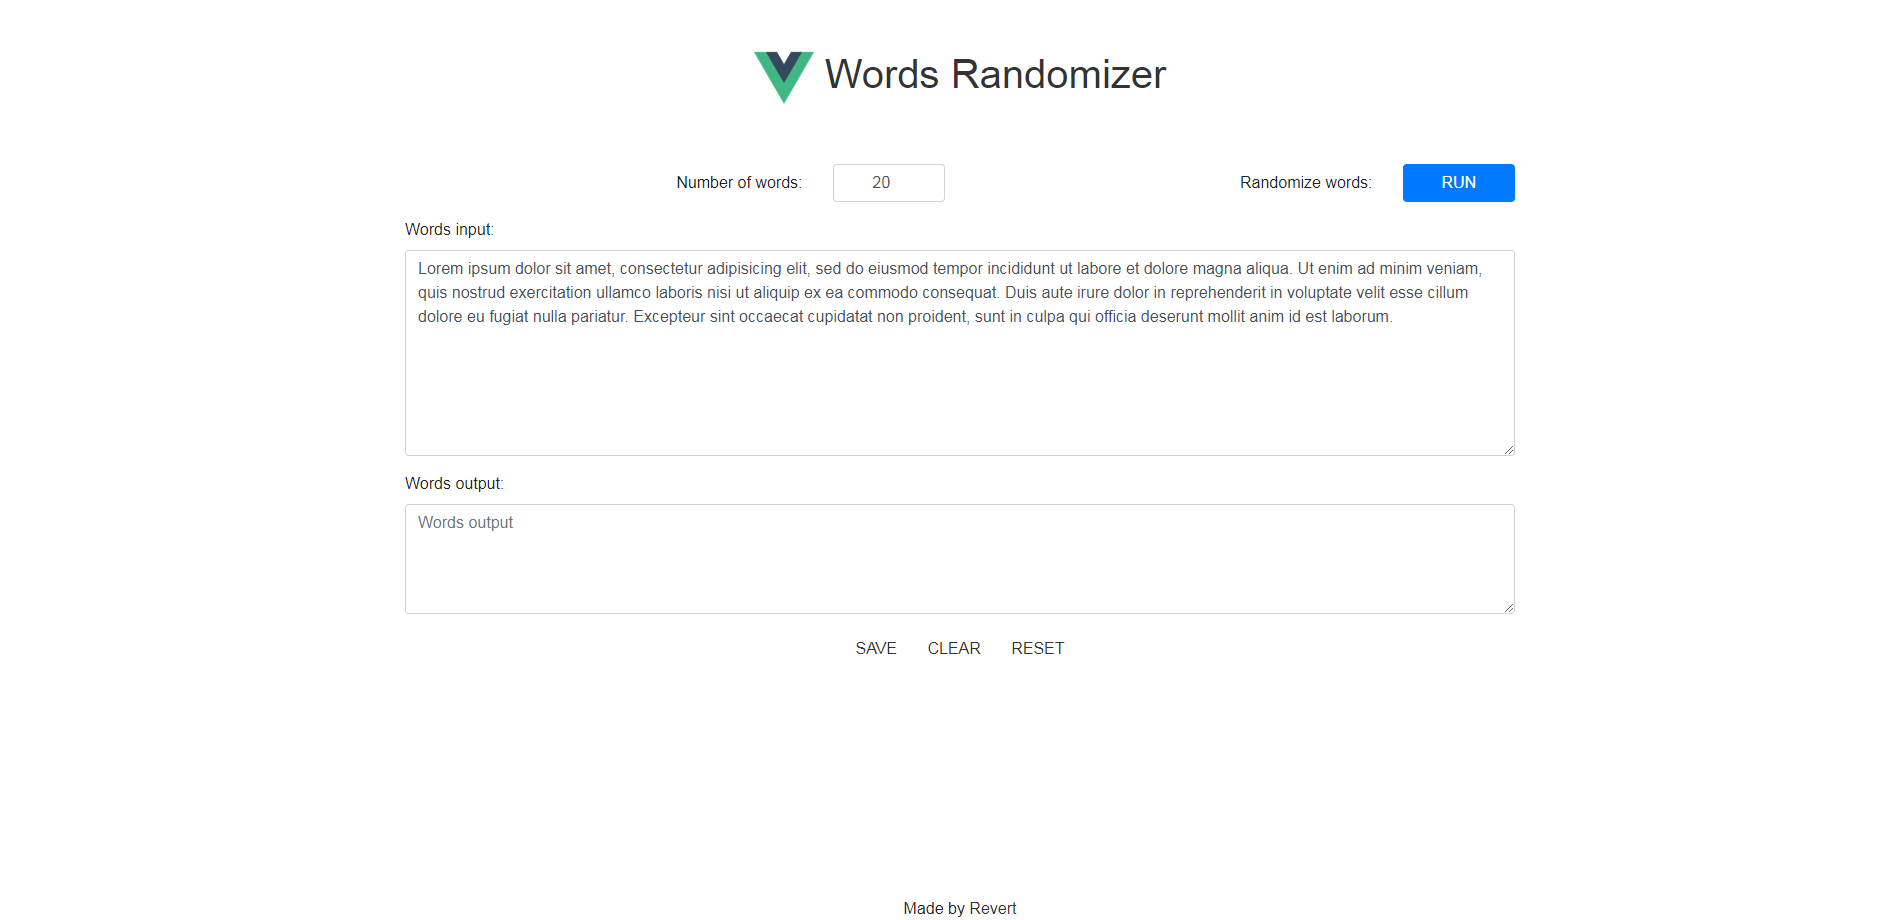 Words Randomizer
Number of words: 20 Randomize words: RUN
Words input:
Lorem ipsum dolor sit amet, consectetur adipisicing elit, sed do eiusmod tempor incididunt ut labore et dolore magna aliqua. Ut enim ad minim veniam,
quis nostrud exercitation ullamco laboris nisi ut aliquip ex ea commodo consequat. Duis aute irure dolor in reprehenderit in voluptate velit esse cillum
dolore eu fugiat nulla pariatur. Excepteur sint occaecat cupidatat non proident, sunt in culpa qui officia deserunt mollit anim id est laborum.
Words output:
Words output
SAVE CLEAR RESET
Made by Revert